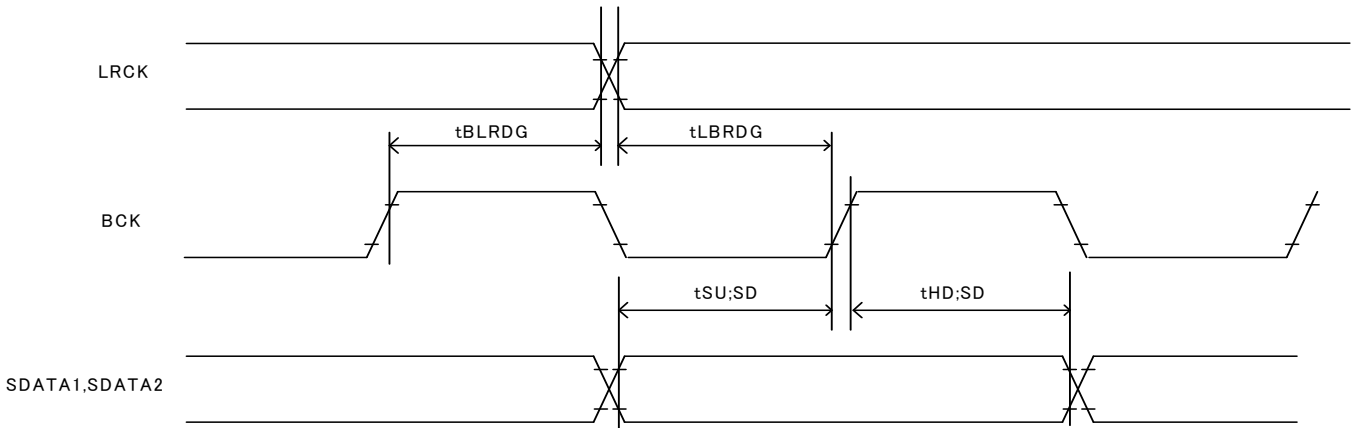 LRCK
tBLRDG
tLBRDG
BCK
tSU;SD
tHD;SD
SDATA1,SDATA2